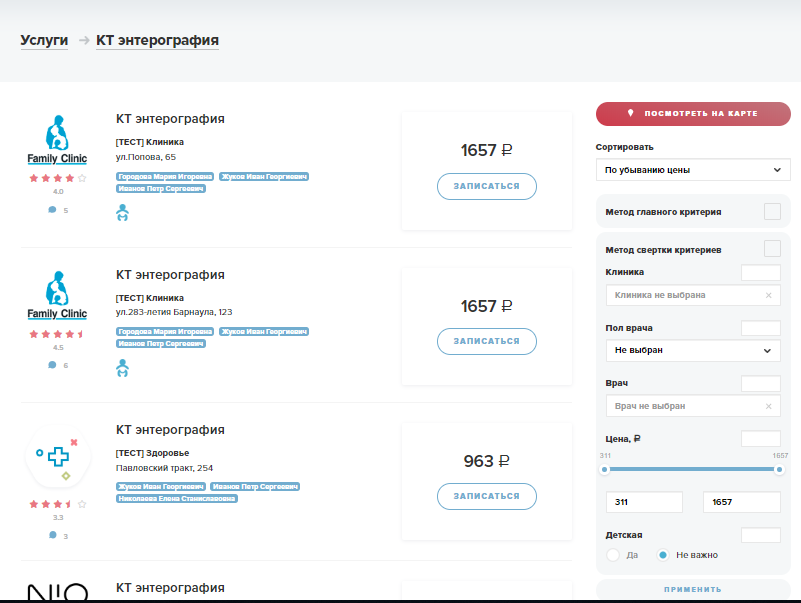 Услуги → КТ энтерография
Family Clinic
4.0
5
КТ энтерография
[ТЕСТ] Клиника
ул.Попова, 65
Городова Мария Игоревна Жуков Иван Георгиевич
Иванов Петр Сергеевич
1657 ₽
ЗАПИСАТЬСЯ
Family Clinic
4.5
6
КТ энтерография
[ТЕСТ] Клиника
ул.283-летия Барнаула, 123
Городова Мария Игоревна Жуков Иван Георгиевич
Иванов Петр Сергеевич
1657 ₽
ЗАПИСАТЬСЯ
3.3
3
КТ энтерография
[ТЕСТ] Здоровье
Павловский тракт, 254
Жуков Иван Георгиевич Иванов Петр Сергеевич
Николаева Елена Станиславовна
963 ₽
ЗАПИСАТЬСЯ
КТ энтерография
ПОСМОТРЕТЬ НА КАРТЕ
Сортировать
По убыванию цены
Метод главного критерия
Метод свертки критериев
Клиника
Клиника не выбрана ×
Пол врача
Не выбран
Врач
Врач не выбран ×
Цена, ₽
311 1657
311 1657
Детская
Да Не важно
ПРИМЕНИТЬ